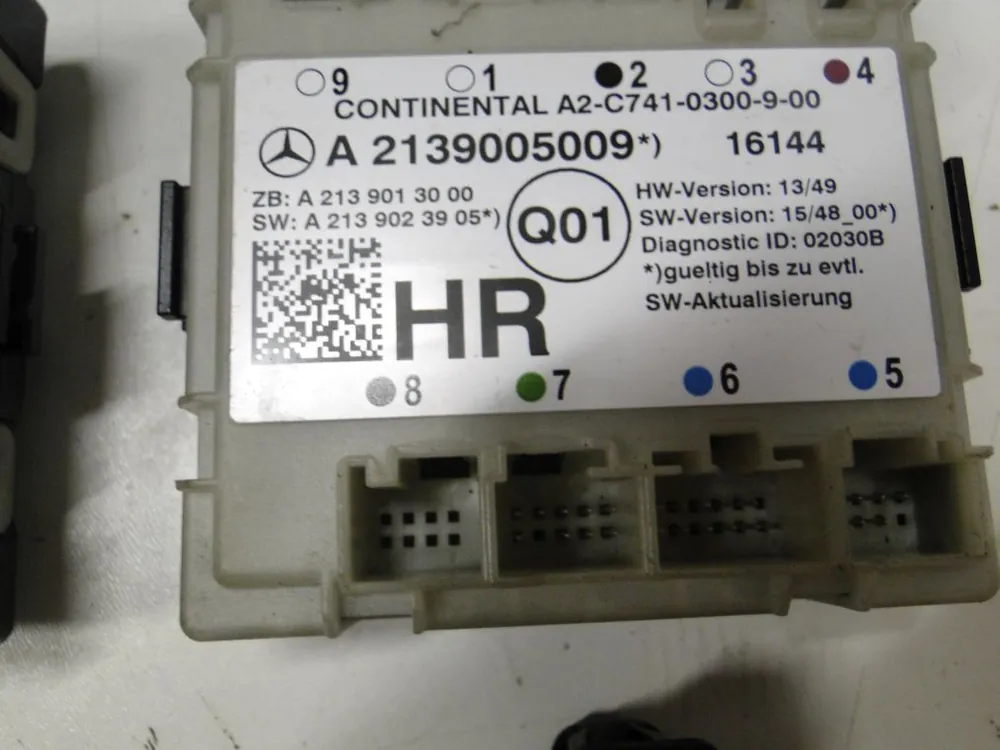 9 1 2 3 4
CONTINENTAL A2-C741-0300-9-00
A 2139005009*) 16144
ZB: A 213 901 30 00
SW: A 213 902 39 05*)
Q01
HW-Version: 13/49
SW-Version: 15/48_00*)
Diagnostic ID: 02030B
*)gueltig bis zu evtl.
SW-Aktualisierung
HR
8 7 6 5